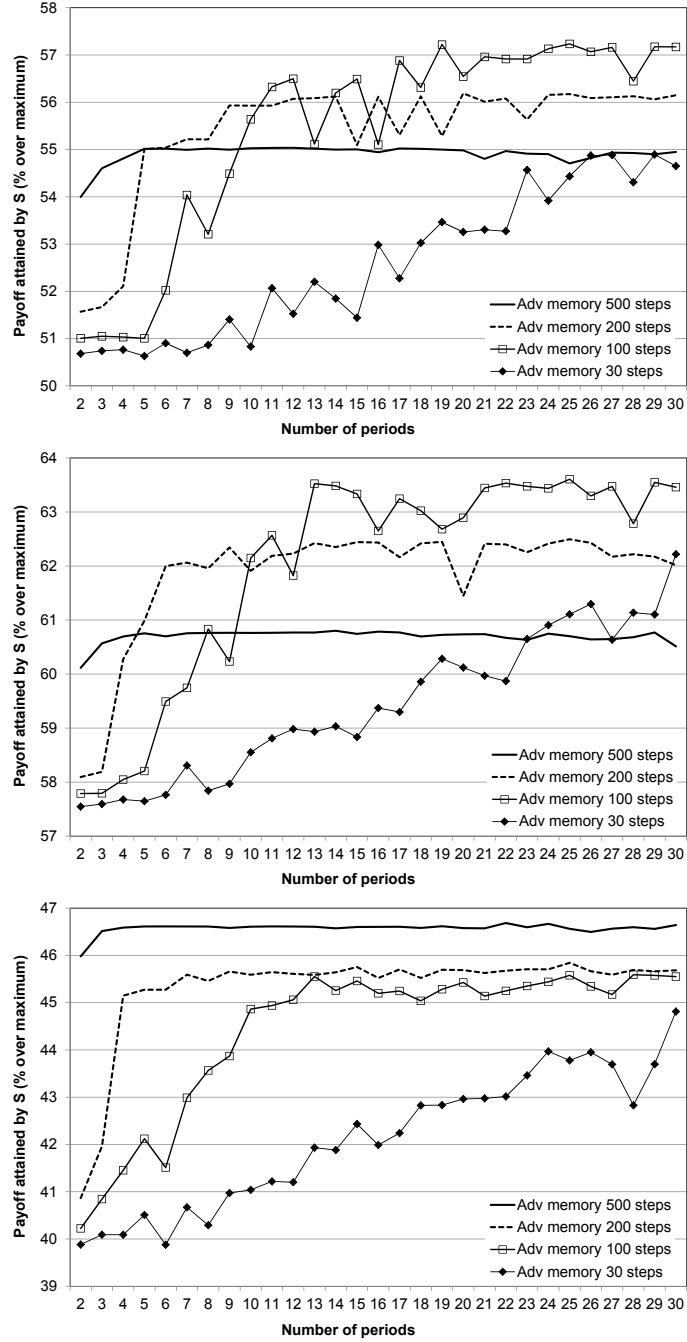 Payoff attained by S (% over maximum)
58
57
56
55
54
53
52
51
50
Adv memory 500 steps
Adv memory 200 steps
Adv memory 100 steps
Adv memory 30 steps
2 3 4 5 6 7 8 9 10 11 12 13 14 15 16 17 18 19 20 21 22 23 24 25 26 27 28 29 30
Number of periods
Payoff attained by S (% over maximum)
64
63
62
61
60
59
58
57
Adv memory 500 steps
Adv memory 200 steps
Adv memory 100 steps
Adv memory 30 steps
2 3 4 5 6 7 8 9 10 11 12 13 14 15 16 17 18 19 20 21 22 23 24 25 26 27 28 29 30
Number of periods
Payoff attained by S (% over maximum)
47
46
45
44
43
42
41
40
39
Adv memory 500 steps
Adv memory 200 steps
Adv memory 100 steps
Adv memory 30 steps
2 3 4 5 6 7 8 9 10 11 12 13 14 15 16 17 18 19 20 21 22 23 24 25 26 27 28 29 30
Number of periods